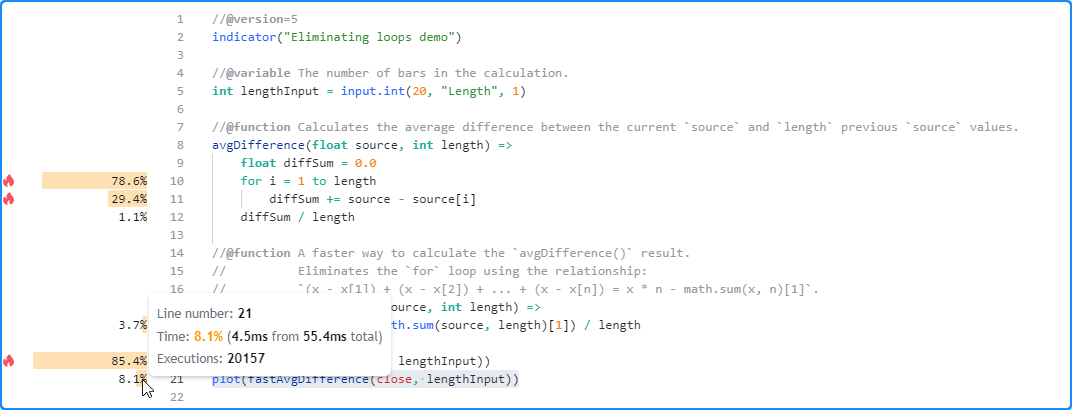 1 //@version=5
2 indicator("Eliminating loops demo")
3
4 //@variable The number of bars in the calculation.
5 int lengthInput = input.int(20, "Length", 1)
6
7 //@function Calculates the average difference between the current `source` and `length` previous `source` values.
8 avgDifference(float source, int length) =>
9 float diffSum = 0.0
78.6% 10 for i = 1 to length
29.4% 11 diffSum += source - source[i]
1.1% 12 diffSum / length
13
14 //@function A faster way to calculate the `avgDifference()` result.
15 // Eliminates the `for` loop using the relationship:
16 // `(x - x[1]) + (x - x[2]) + ... + (x - x[n]) = x * n - math.sum(x, n)[1]`.
source, int length) =>
3.7% th.sum(source, length)[1]) / length
85.4% lengthInput))
8.1% 21 plot(fastAvgDifference(close, lengthInput))
22
Line number: 21
Time: 8.1% (4.5ms from 55.4ms total)
Executions: 20157